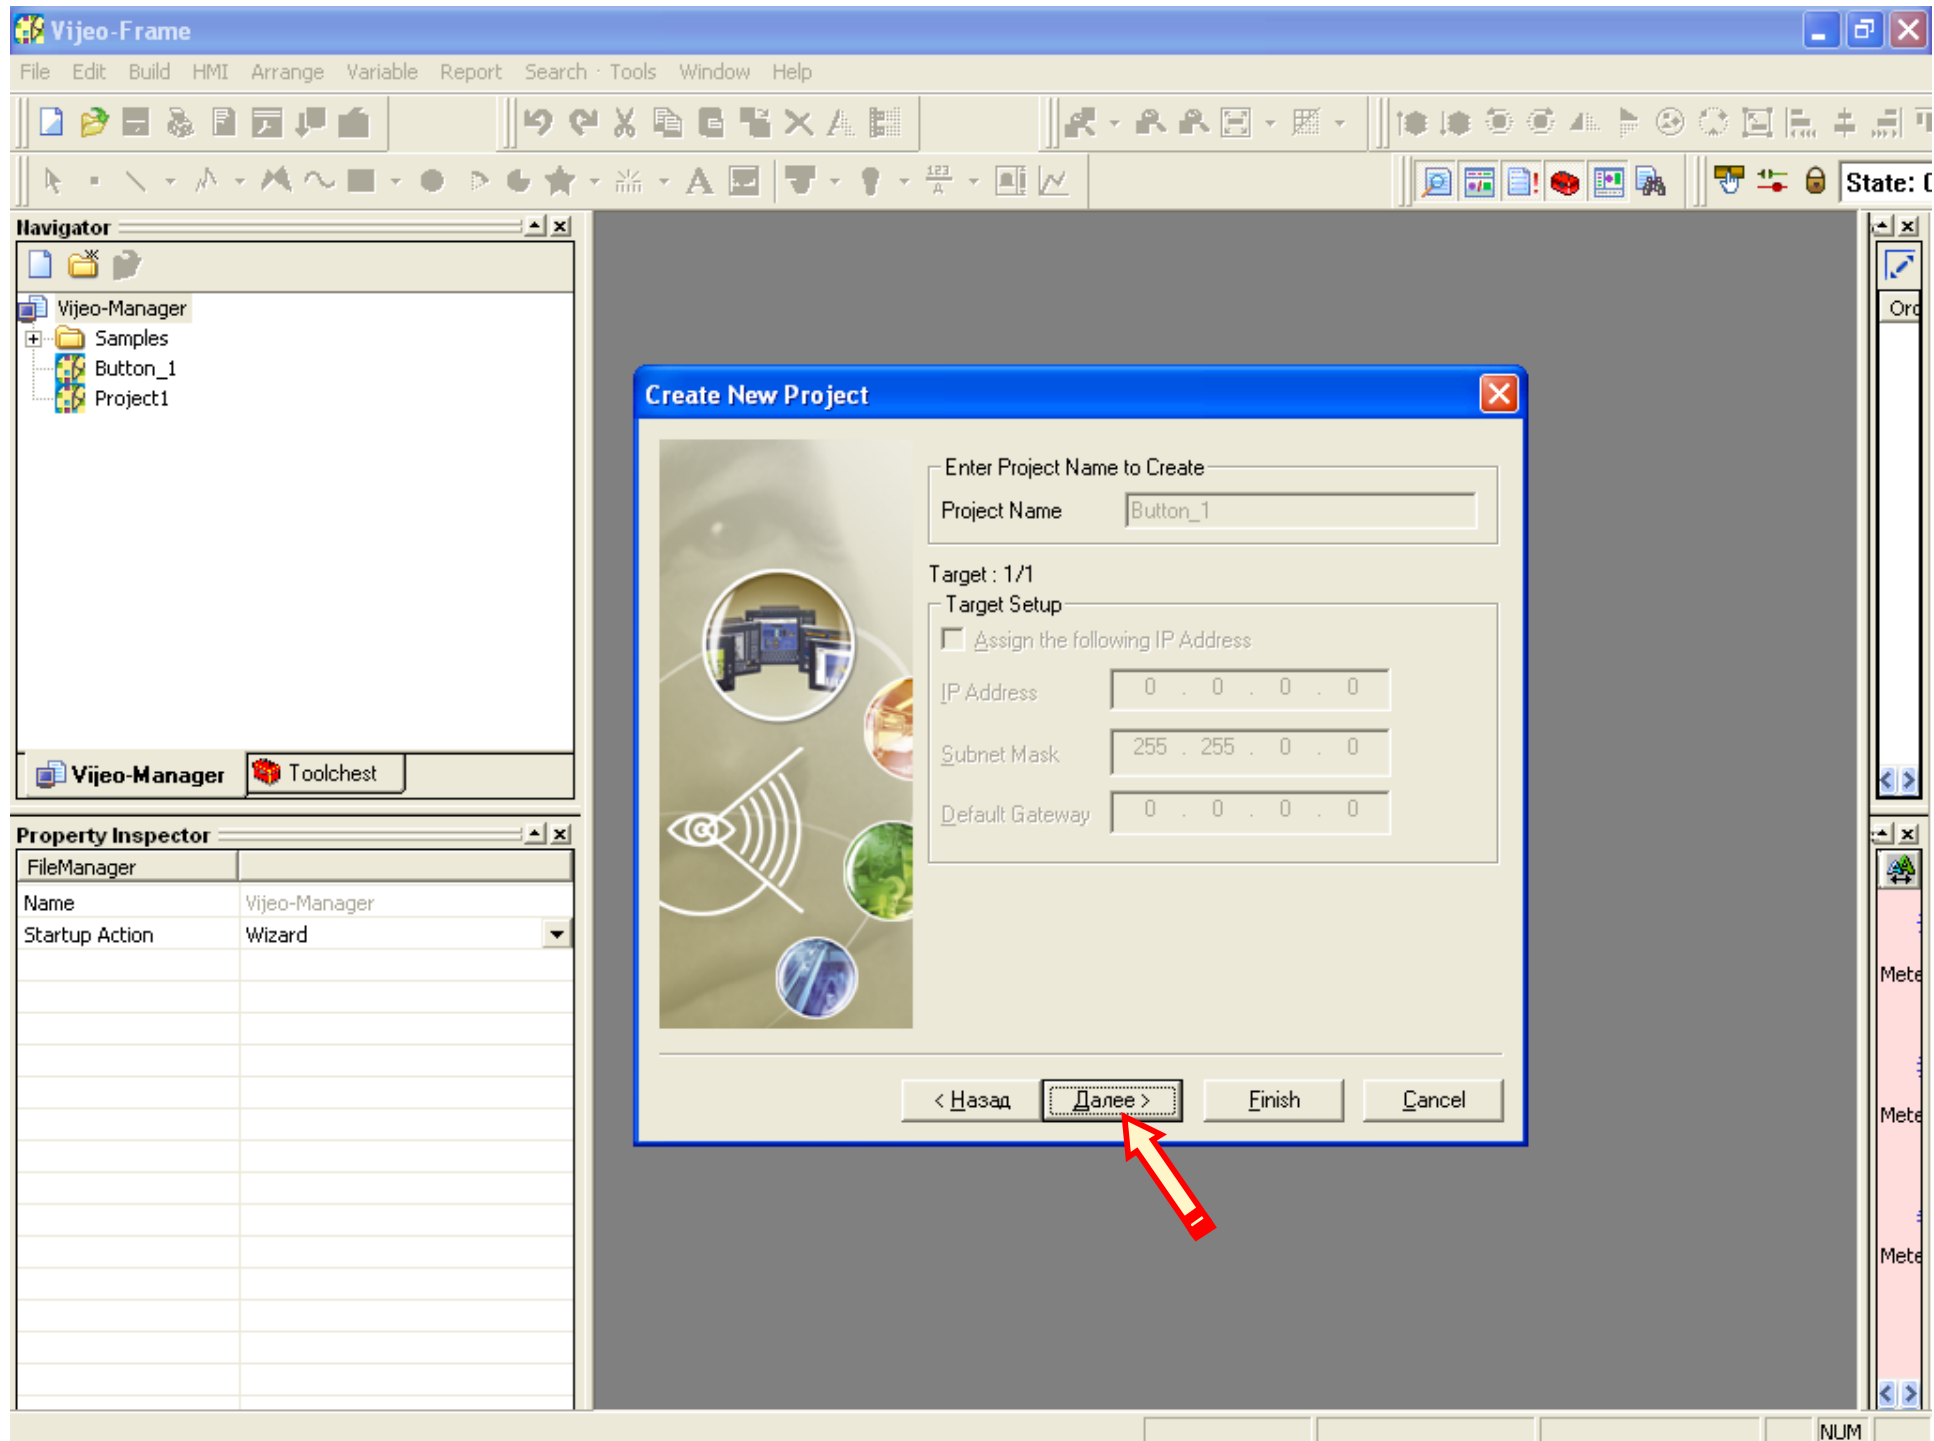 Vijeo-Frame
File Edit Build HMI Arrange Variable Report Search Tools Window Help
State:
Navigator
Vijeo-Manager
Samples
Button_1
Project1
Vijeo-Manager Toolchest
Property Inspector
FileManager
Name Vijeo-Manager
Startup Action Wizard
Create New Project
Enter Project Name to Create
Project Name Button_1
Target : 1/1
Target Setup
Assign the following IP Address
IP Address 0 . 0 . 0 . 0
Subnet Mask 255 . 255 . 0 . 0
Default Gateway 0 . 0 . 0 . 0
< Назад Далее > Finish Cancel
Ord
Mete
Mete
Mete
NUM